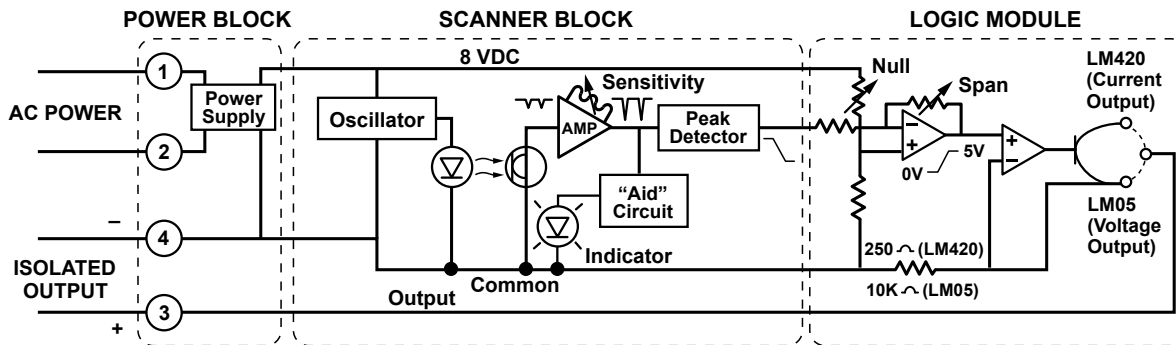 POWER BLOCK
SCANNER BLOCK
LOGIC MODULE
AC POWER
1
2
Power
Supply
4
3
–
ISOLATED
OUTPUT
+
8 VDC
Oscillator
Sensitivity
AMP
Peak
Detector
“Aid”
Circuit
Indicator
Common
Output
Null
Span
–
+
0V
5V
+
–
LM420
(Current
Output)
LM05
(Voltage
Output)
250 (LM420)
10K (LM05)